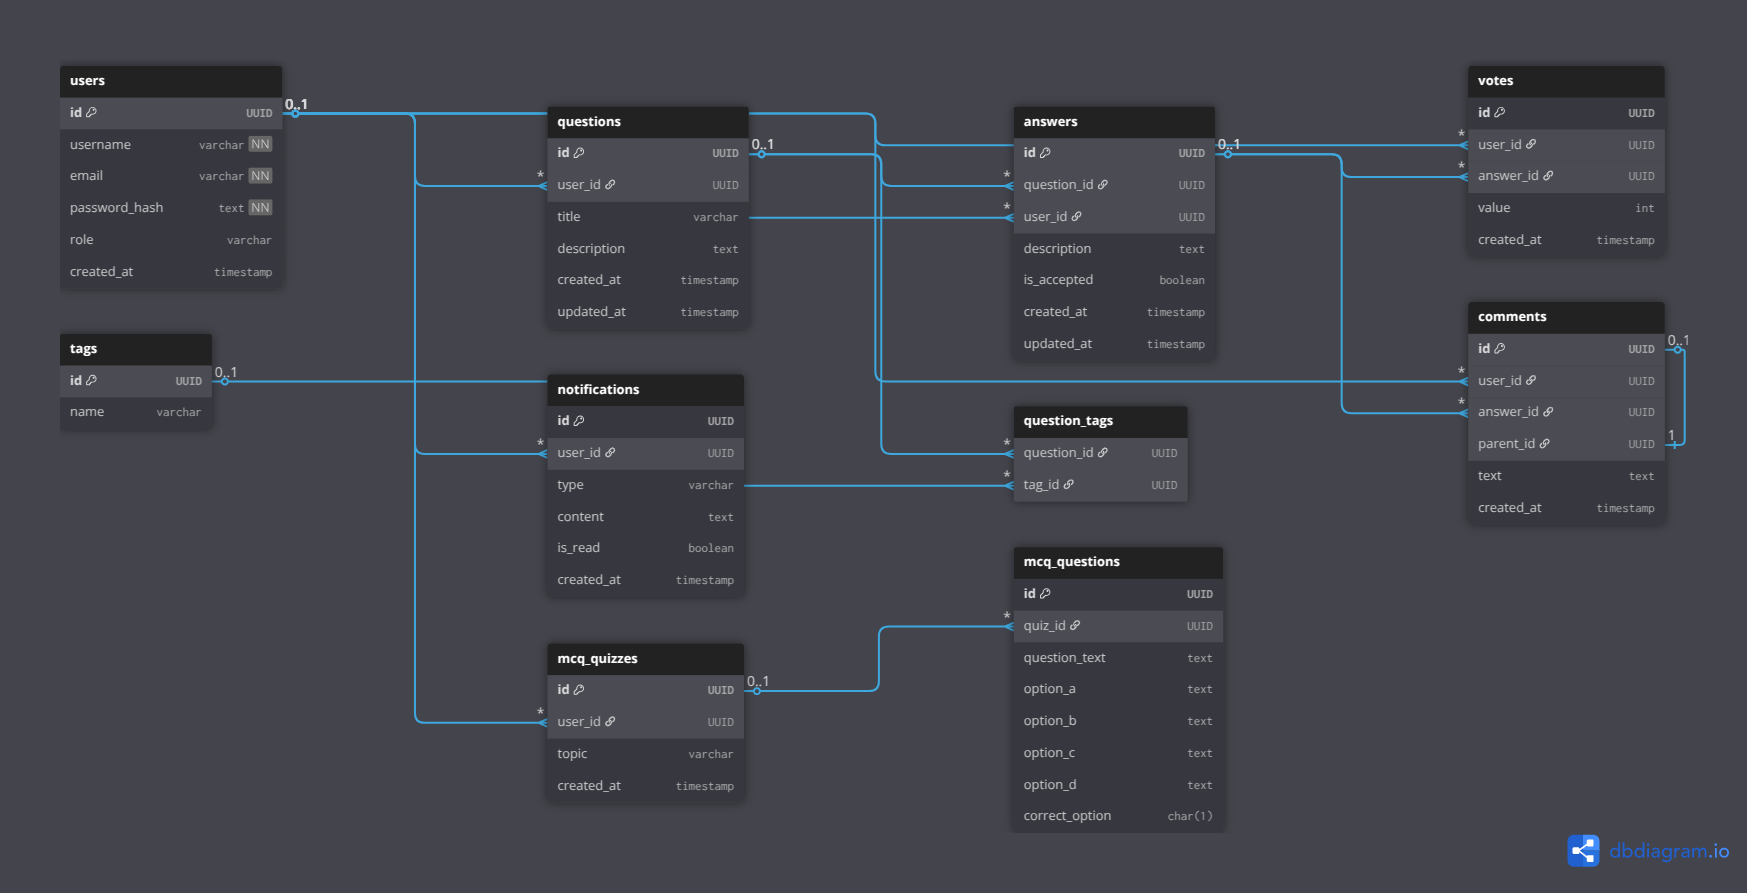 users
id UUID
username varchar NN
email varchar NN
password_hash text NN
role varchar
created_at timestamp
0..1
tags
id UUID
name varchar
0..1
questions
id UUID
* user_id UUID
title varchar
description text
created_at timestamp
updated_at timestamp
0..1
notifications
id UUID
* user_id UUID
type varchar
content text
is_read boolean
created_at timestamp
mcq_quizzes
id UUID
* user_id UUID
topic varchar
created_at timestamp
0..1
answers
id UUID
* question_id UUID
* user_id UUID
description text
is_accepted boolean
created_at timestamp
updated_at timestamp
0..1
question_tags
* question_id UUID
* tag_id UUID
mcq_questions
id UUID
* quiz_id UUID
question_text text
option_a text
option_b text
option_c text
option_d text
correct_option char(1)
votes
id UUID
* user_id UUID
* answer_id UUID
value int
created_at timestamp
comments
id UUID 0..1
* user_id UUID
* answer_id UUID
parent_id UUID 1
text text
created_at timestamp
dbdiagram.io